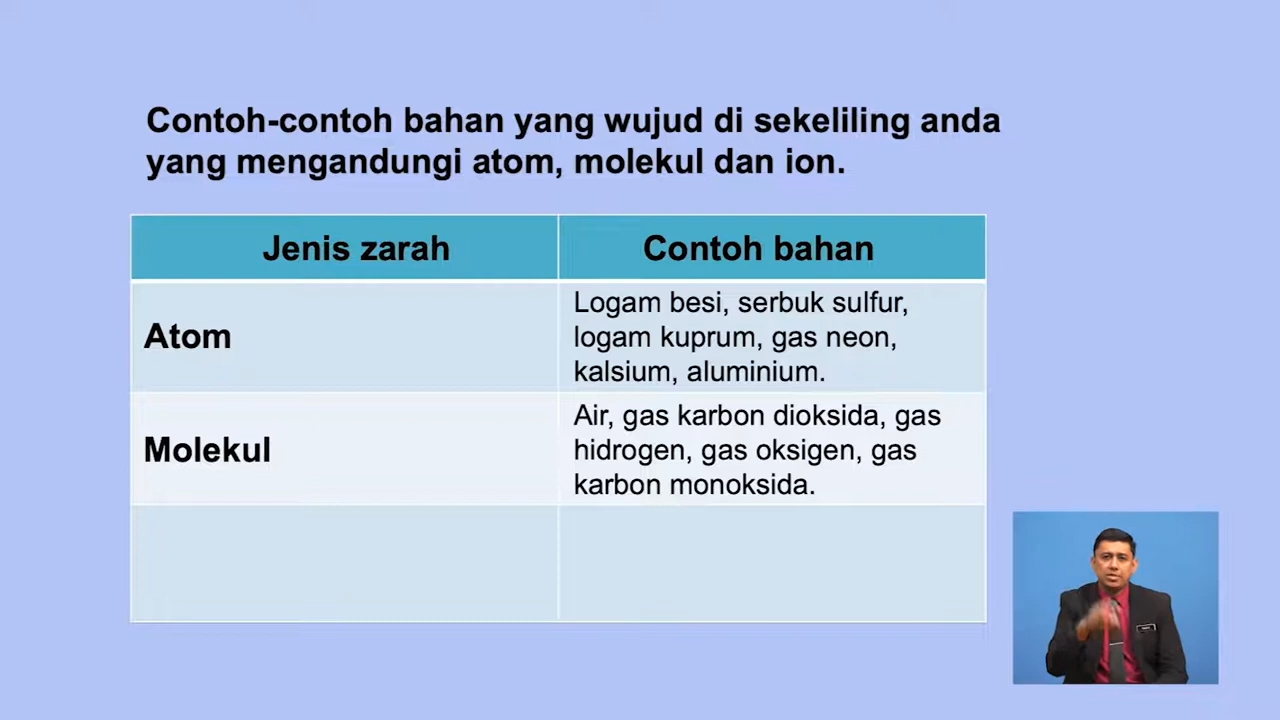 Contoh-contoh bahan yang wujud di sekeliling anda
yang mengandungi atom, molekul dan ion.
Jenis zarah
Contoh bahan
Atom
Logam besi, serbuk sulfur,
logam kuprum, gas neon,
kalsium, aluminium.
Molekul
Air, gas karbon dioksida, gas
hidrogen, gas oksigen, gas
karbon monoksida.